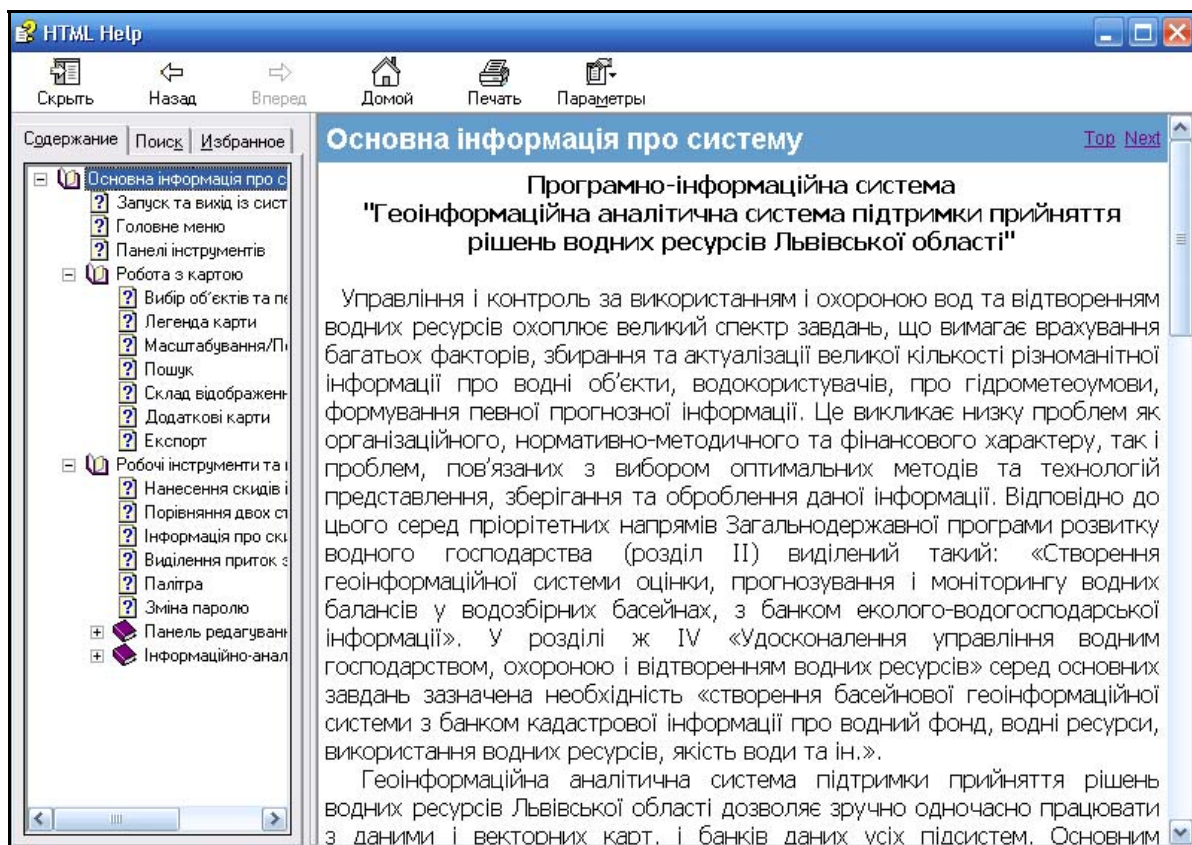 HTML Help
Скрыть Назад Вперед Домой Печать Параметры
Содержание Поиск Избранное
Основна інформація про с
Запуск та вихід із сист
Головне меню
Панелі інструментів
Робота з картою
Вибір об'єктів та пе
Легенда карти
Масштабування/П
Пошук
Склад відображенн
Додаткові карти
Експорт
Робочі інструменти та
Нанесення скидів і
Порівняння двох ст
Інформація про ски
Виділення приток з
Палітра
Зміна паролю
Панель редагуванн
Інформаційно-анал
Основна інформація про систему Top Next
Програмно-інформаційна система
"Геоінформаційна аналітична система підтримки прийняття
рішень водних ресурсів Львівської області"
Управління і контроль за використанням і охороною вод та відтворенням
водних ресурсів охоплює великий спектр завдань, що вимагає врахування
багатьох факторів, збирання та актуалізації великої кількості різноманітної
інформації про водні об'єкти, водокористувачів, про гідрометеоумови,
формування певної прогнозної інформації. Це викликає низку проблем як
організаційного, нормативно-методичного та фінансового характеру, так і
проблем, пов'язаних з вибором оптимальних методів та технологій
представлення, зберігання та оброблення даної інформації. Відповідно до
цього серед пріорітетних напрямів Загальнодержавної програми розвитку
водного господарства (розділ II) виділений такий: «Створення
геоінформаційної системи оцінки, прогнозування і моніторингу водних
балансів у водозбірних басейнах, з банком еколого-водогосподарської
інформації». У розділі ж IV «Удосконалення управління водним
господарством, охороною і відтворенням водних ресурсів» серед основних
завдань зазначена необхідність «створення басейнової геоінформаційної
системи з банком кадастрової інформації про водний фонд, водні ресурси,
використання водних ресурсів, якість води та ін.».
Геоінформаційна аналітична система підтримки прийняття рішень
водних ресурсів Львівської області дозволяє зручно одночасно працювати
з даними і векторних карт, і банків даних усіх підсистем. Основним